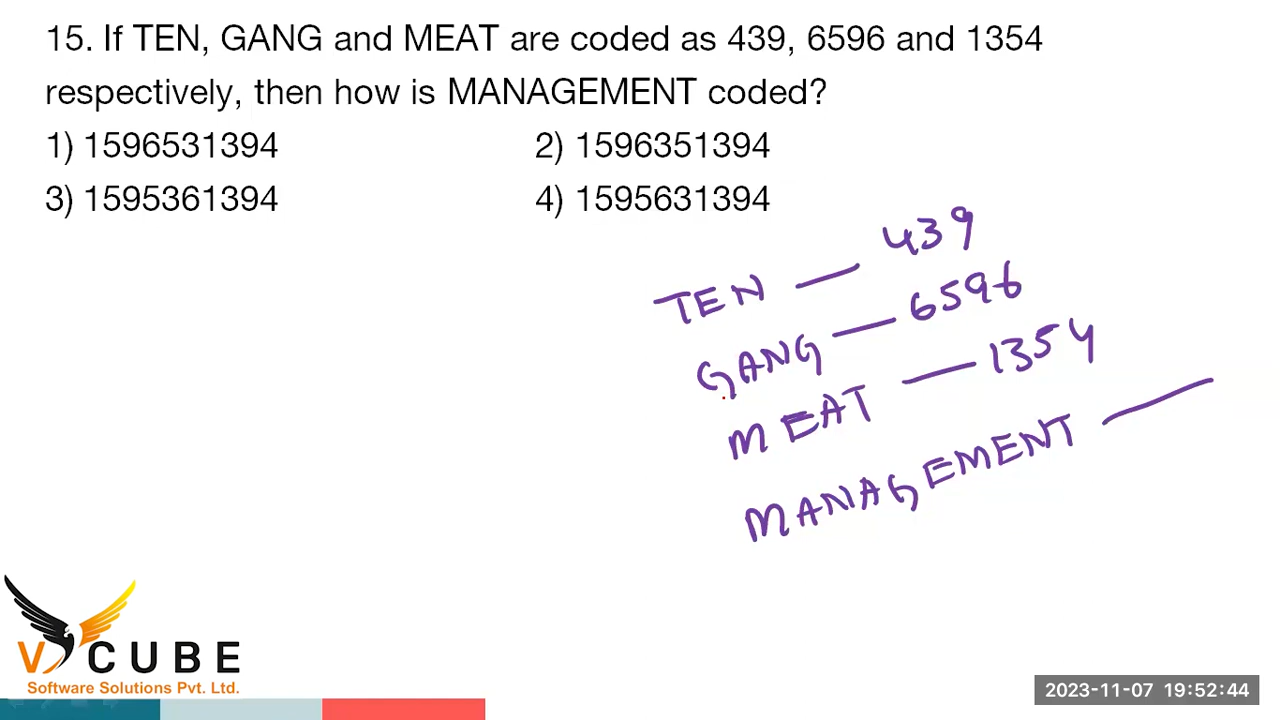 15. If TEN, GANG and MEAT are coded as 439, 6596 and 1354
respectively, then how is MANAGEMENT coded?
1) 1596531394 2) 1596351394
3) 1595361394 4) 1595631394
TEN — 439
GANG — 6596
MEAT — 1354
MANAGEMENT —
V CUBE
Software Solutions Pvt. Ltd.
2023-11-07 19:52:44